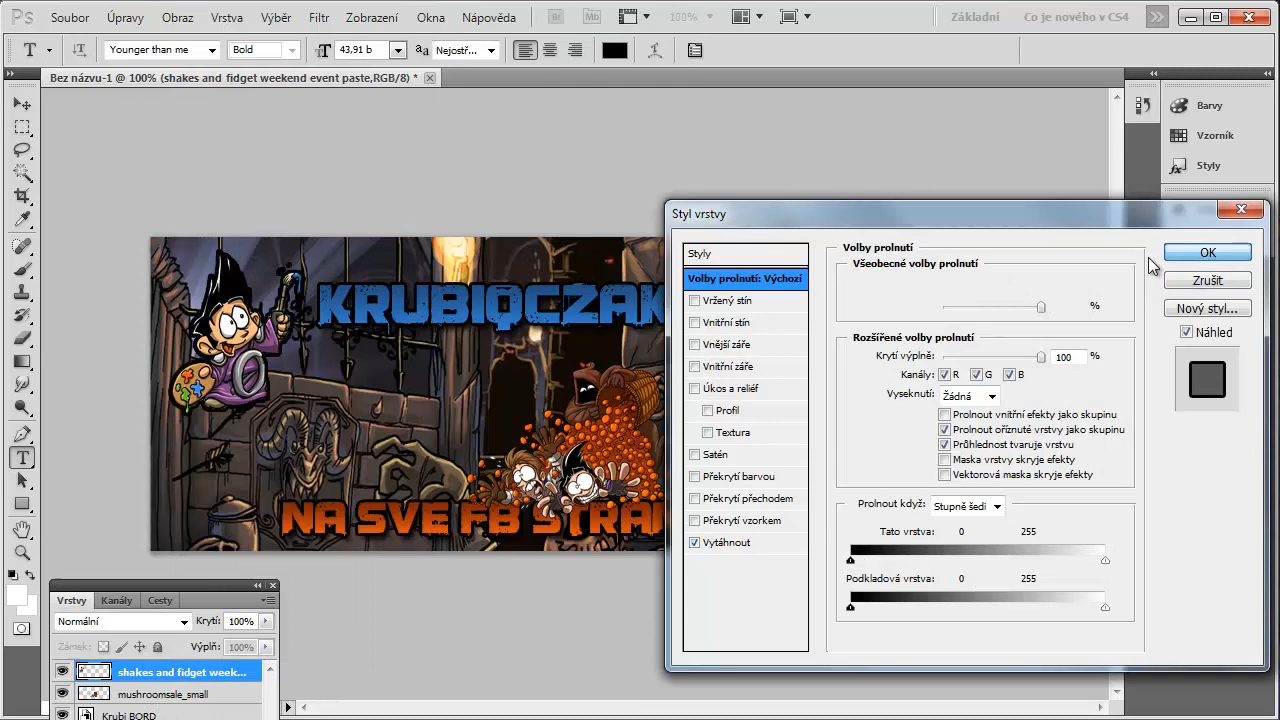 Ps Soubor Úpravy Obraz Vrstva Výběr Filtr Zobrazení Okna Nápověda Br Mb 100% Základní Co je nového v CS4
T Younger than me Bold 43,91 b aa Nejostř...
Bez názvu-1 @ 100% (shakes and fidget weekend event paste,RGB/8) *
Barvy
Vzorník
Styly
KRUBIQCZAK
NA SVE FB STRAN
Styl vrstvy
Styly
Volby prolnutí: Výchozí
Vržený stín
Vnitřní stín
Vnější záře
Vnitřní záře
Úkos a reliéf
Profil
Textura
Satén
Překrytí barvou
Překrytí přechodem
Překrytí vzorkem
Vytáhnout
Volby prolnutí
Všeobecné volby prolnutí
%
Rozšířené volby prolnutí
Krytí výplně: 100 %
Kanály: R G B
Vyseknutí: Žádná
Prolnout vnitřní efekty jako skupinu
Prolnout oříznuté vrstvy jako skupinu
Průhlednost tvaruje vrstvu
Maska vrstvy skryje efekty
Vektorová maska skryje efekty
Prolnout když: Stupně šedi
Tato vrstva: 0 255
Podkladová vrstva: 0 255
OK
Zrušit
Nový styl...
Náhled
Vrstvy Kanály Cesty
Normální Krytí: 100%
Zámek: Výplň: 100%
shakes and fidget week...
mushroomsale_small
Krubi BORD